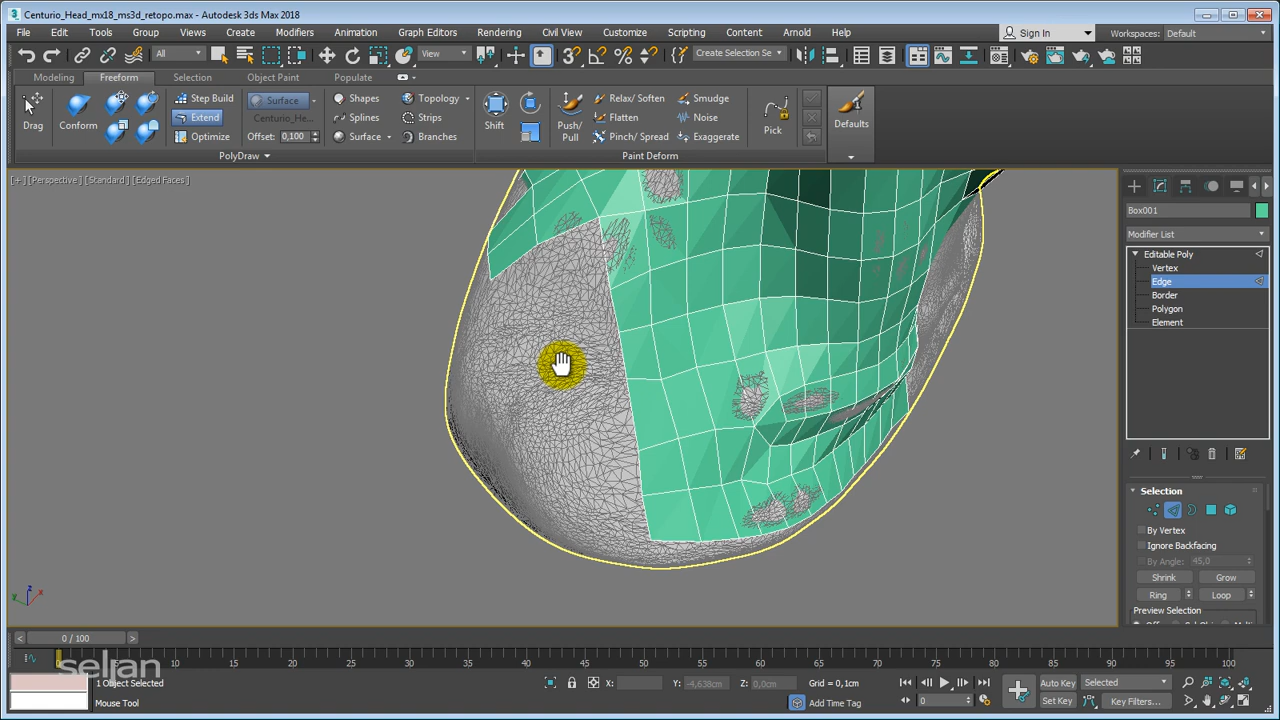 Centurio_Head_mx18_ms3d_retopo.max - Autodesk 3ds Max 2018
File Edit Tools Group Views Create Modifiers Animation Graph Editors Rendering Civil View Customize Scripting Content Arnold Help
Sign In Workspaces: Default
All View Create Selection Se
Modeling Freeform Selection Object Paint Populate
Drag Conform Step Build Surface Shapes Topology Shift Push/ Pull Relax/ Soften Smudge Pick Defaults
Extend Centurio_He... Splines Strips Flatten Noise
Optimize Offset: 0,100 Surface Branches Pinch/ Spread Exaggerate
PolyDraw Paint Deform
[+] [Perspective] [Standard] [Edged Faces]
Box001
Modifier List
Editable Poly
Vertex
Edge
Border
Polygon
Element
Selection
By Vertex
Ignore Backfacing
By Angle: 45,0
Shrink Grow
Ring Loop
Preview Selection
z x y
0 / 100
0 5 10 15 20 25 30 35 40 45 50 55 60 65 70 75 80 85 90 95 100
selian
1 Object Selected X: Y: -4,638cm Z: 0,0cm Grid = 0,1cm Auto Key Selected
Mouse Tool Add Time Tag 0 Set Key Key Filters...